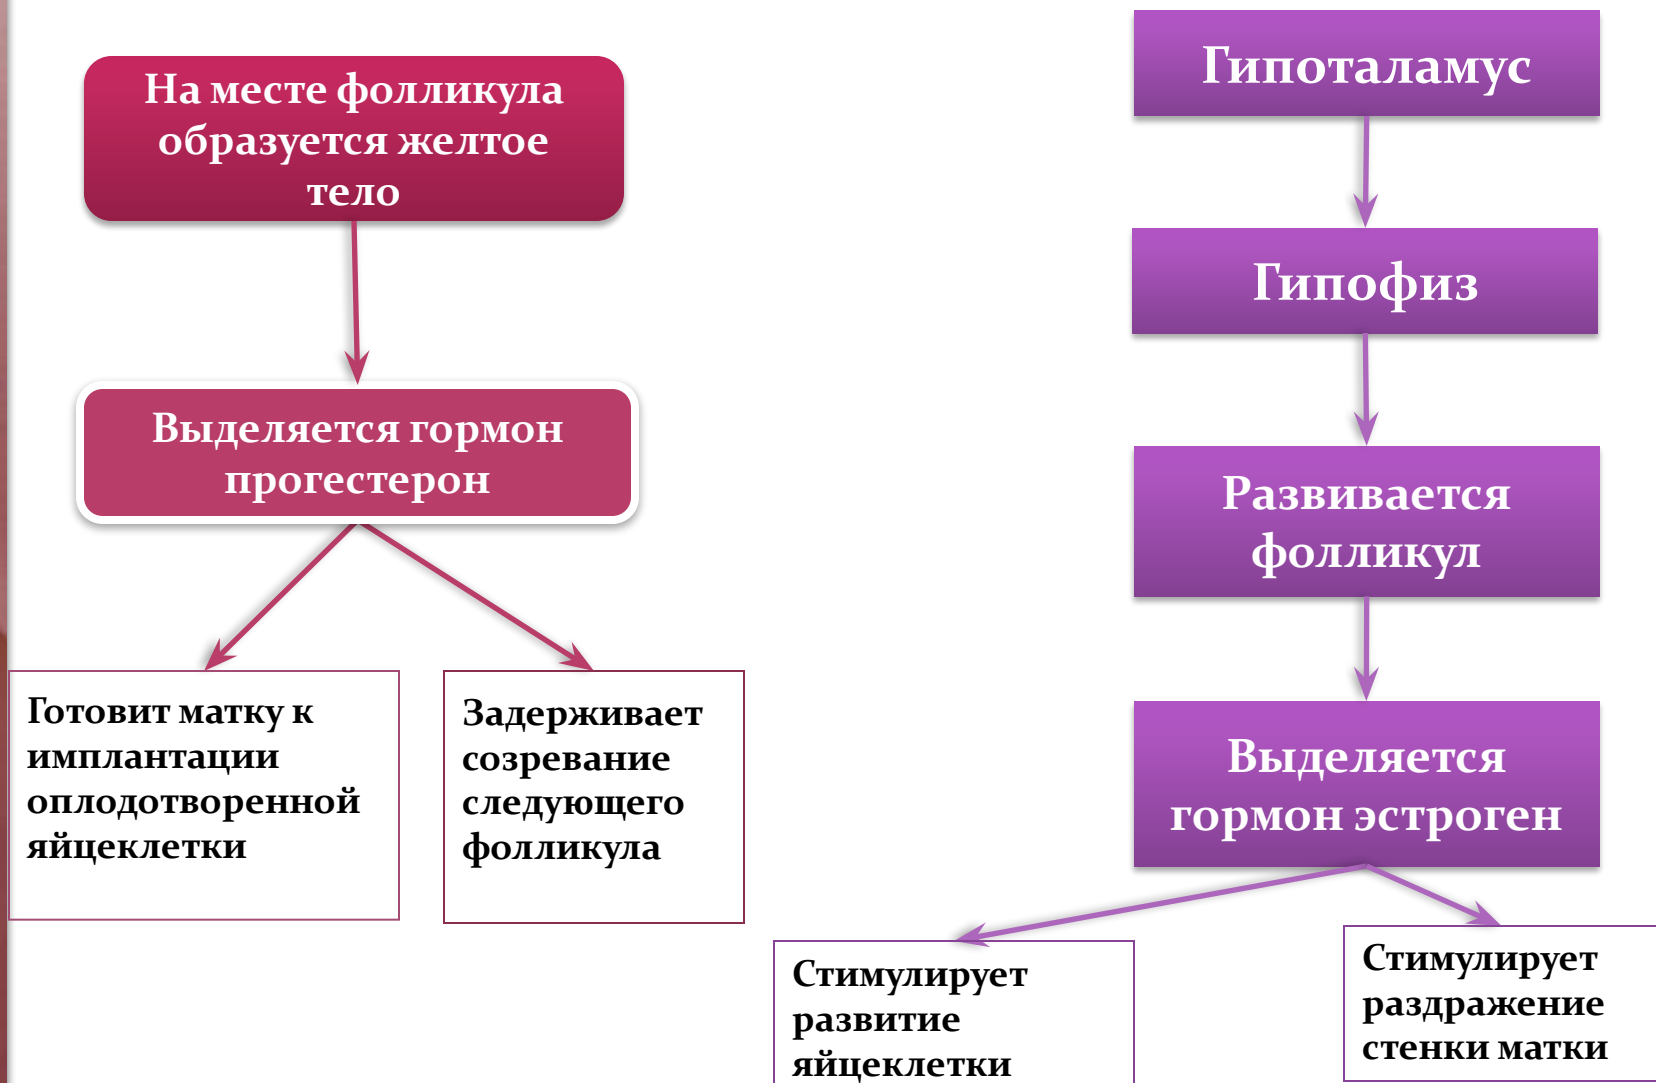 На месте фолликула
образуется желтое
тело
Выделяется гормон
прогестерон
Готовит матку к
имплантации
оплодотворенной
яйцеклетки
Задерживает
созревание
следующего
фолликула
Гипоталамус
Гипофиз
Развивается
фолликул
Выделяется
гормон эстроген
Стимулирует
развитие
яйцеклетки
Стимулирует
раздражение
стенки матки